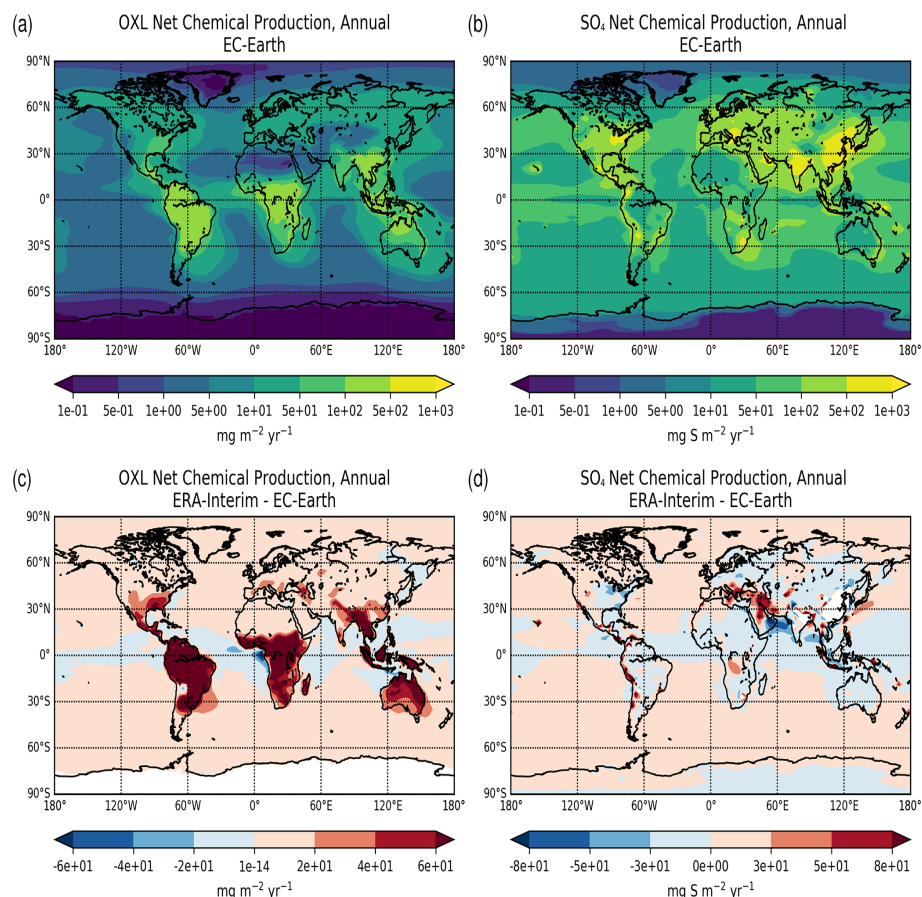 (a)
OXL Net Chemical Production, Annual
EC-Earth
90°N
60°N
30°N
0°
30°S
60°S
90°S
180° 120°W 60°W 0° 60°E 120°E 180°
1e-01 5e-01 1e+00 5e+00 1e+01 5e+01 1e+02 5e+02 1e+03
mg m⁻² yr⁻¹
(b)
SO₄ Net Chemical Production, Annual
EC-Earth
90°N
60°N
30°N
0°
30°S
60°S
90°S
180° 120°W 60°W 0° 60°E 120°E 180°
1e-01 5e-01 1e+00 5e+00 1e+01 5e+01 1e+02 5e+02 1e+03
mg S m⁻² yr⁻¹
(c)
OXL Net Chemical Production, Annual
ERA-Interim - EC-Earth
90°N
60°N
30°N
0°
30°S
60°S
90°S
180° 120°W 60°W 0° 60°E 120°E 180°
-6e+01 -4e+01 -2e+01 1e-14 2e+01 4e+01 6e+01
mg m⁻² yr⁻¹
(d)
SO₄ Net Chemical Production, Annual
ERA-Interim - EC-Earth
90°N
60°N
30°N
0°
30°S
60°S
90°S
180° 120°W 60°W 0° 60°E 120°E 180°
-8e+01 -5e+01 -3e+01 0e+00 3e+01 5e+01 8e+01
mg S m⁻² yr⁻¹